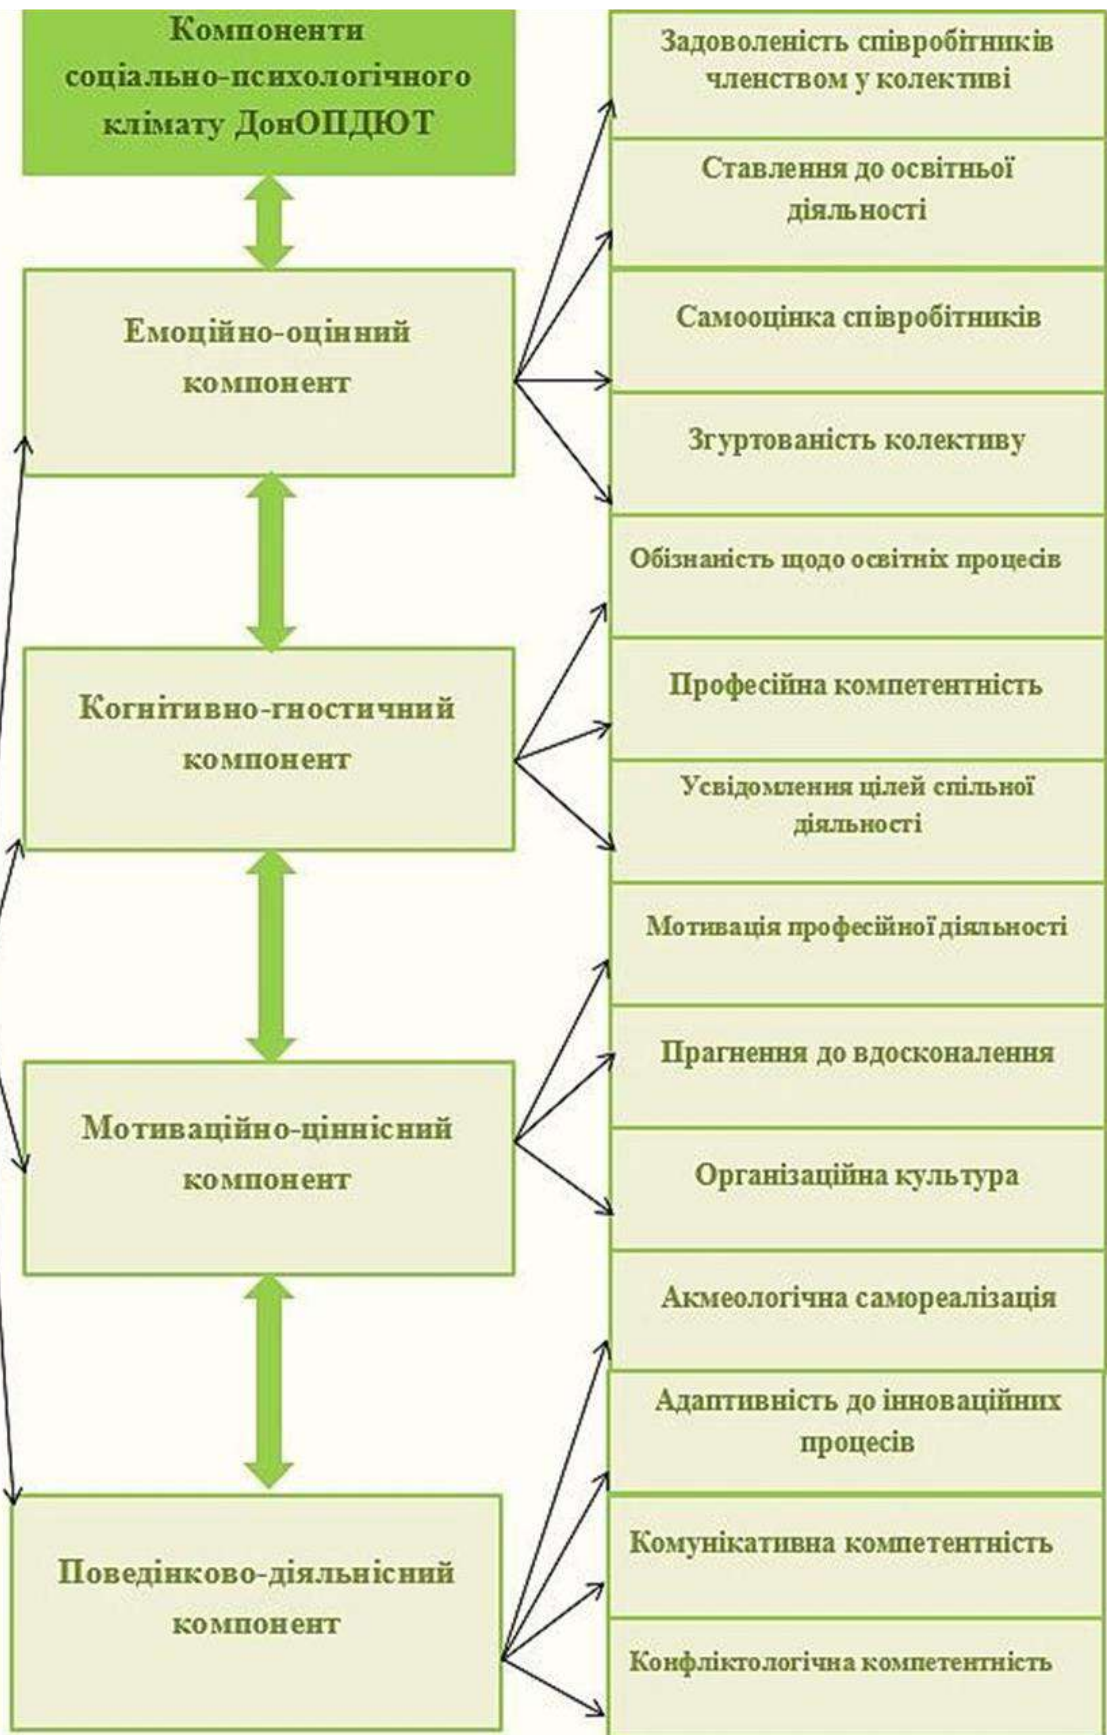 Компоненти
соціально-психологічного
клімату ДонОПДЮТ
Емоційно-оцінний
компонент
Когнітивно-гностичний
компонент
Мотиваційно-ціннісний
компонент
Поведінково-діяльнісний
компонент
Задоволеність співробітників
членством у колективі
Ставлення до освітньої
діяльності
Самооцінка співробітників
Згуртованість колективу
Обізнаність щодо освітніх процесів
Професійна компетентність
Усвідомлення цілей спільної
діяльності
Мотивація професійної діяльності
Прагнення до вдосконалення
Організаційна культура
Акмеологічна самореалізація
Адаптивність до інноваційних
процесів
Комунікативна компетентність
Конфліктологічна компетентність